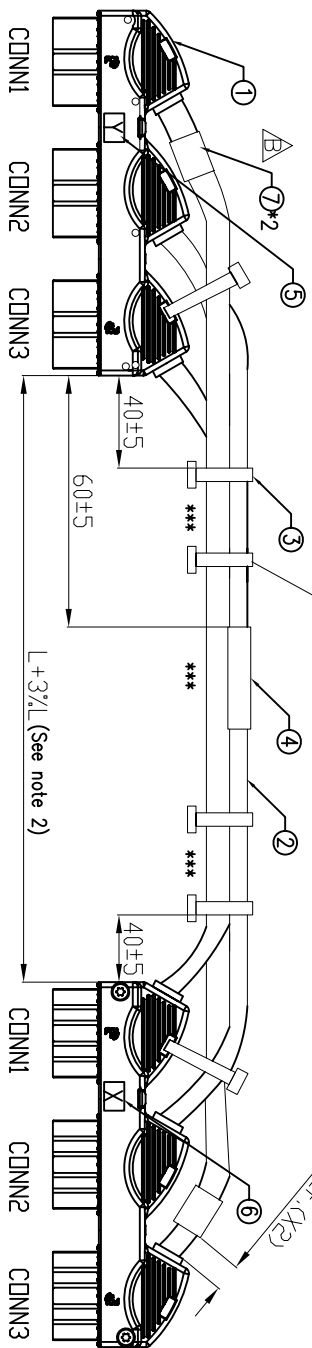 CONN1
CONN2
CONN3
1
Y
B
7*2
5
40±5
60±5
L+3%L (See note 2)
3
***
4
***
2
***
40±5
X
6
(X2)
CONN1
CONN2
CONN3